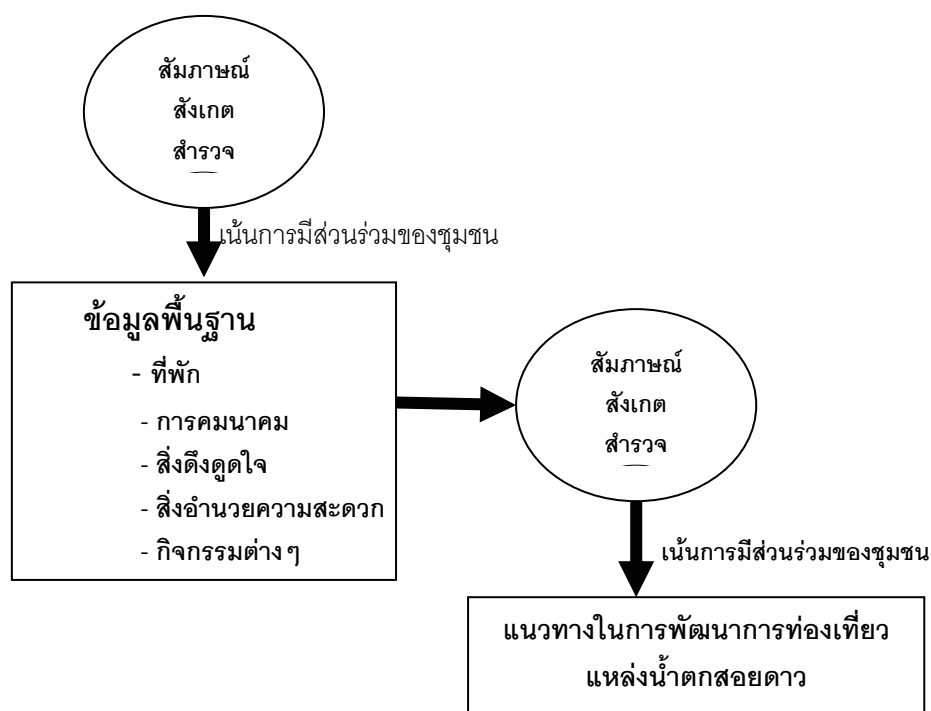 สัมภาษณ์
สังเกต
สำรวจ
เน้นการมีส่วนร่วมของชุมชน
ข้อมูลพื้นฐาน
- ที่พัก
- การคมนาคม
- สิ่งดึงดูดใจ
- สิ่งอำนวยความสะดวก
- กิจกรรมต่างๆ
สัมภาษณ์
สังเกต
สำรวจ
เน้นการมีส่วนร่วมของชุมชน
แนวทางในการพัฒนาการท่องเที่ยว
แหล่งน้ำตกสอยดาว